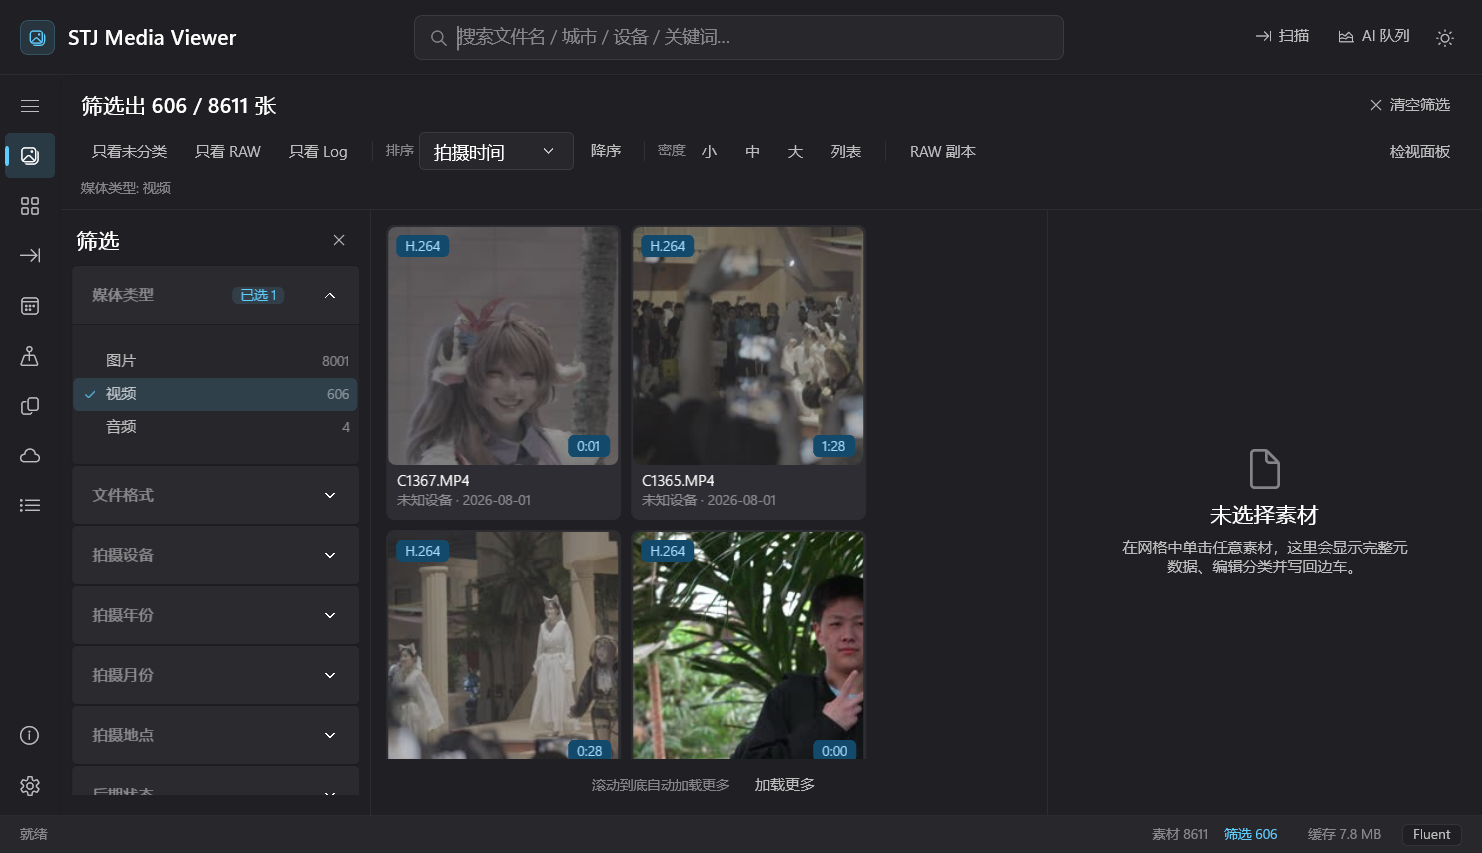 STJ Media Viewer
搜索文件名 / 城市 / 设备 / 关键词...
扫描
AI 队列
筛选出 606 / 8611 张
清空筛选
只看未分类
只看 RAW
只看 Log
排序
拍摄时间
降序
密度
小
中
大
列表
RAW 副本
检视面板
媒体类型: 视频
筛选
媒体类型
已选 1
图片
8001
视频
606
音频
4
文件格式
拍摄设备
拍摄年份
拍摄月份
拍摄地点
后期状态
H.264
0:01
C1367.MP4
未知设备 · 2026-08-01
H.264
1:28
C1365.MP4
未知设备 · 2026-08-01
H.264
0:28
H.264
0:00
滚动到底自动加载更多
加载更多
未选择素材
在网格中单击任意素材，这里会显示完整元
数据、编辑分类并写回边车。
就绪
素材 8611
筛选 606
缓存 7.8 MB
Fluent